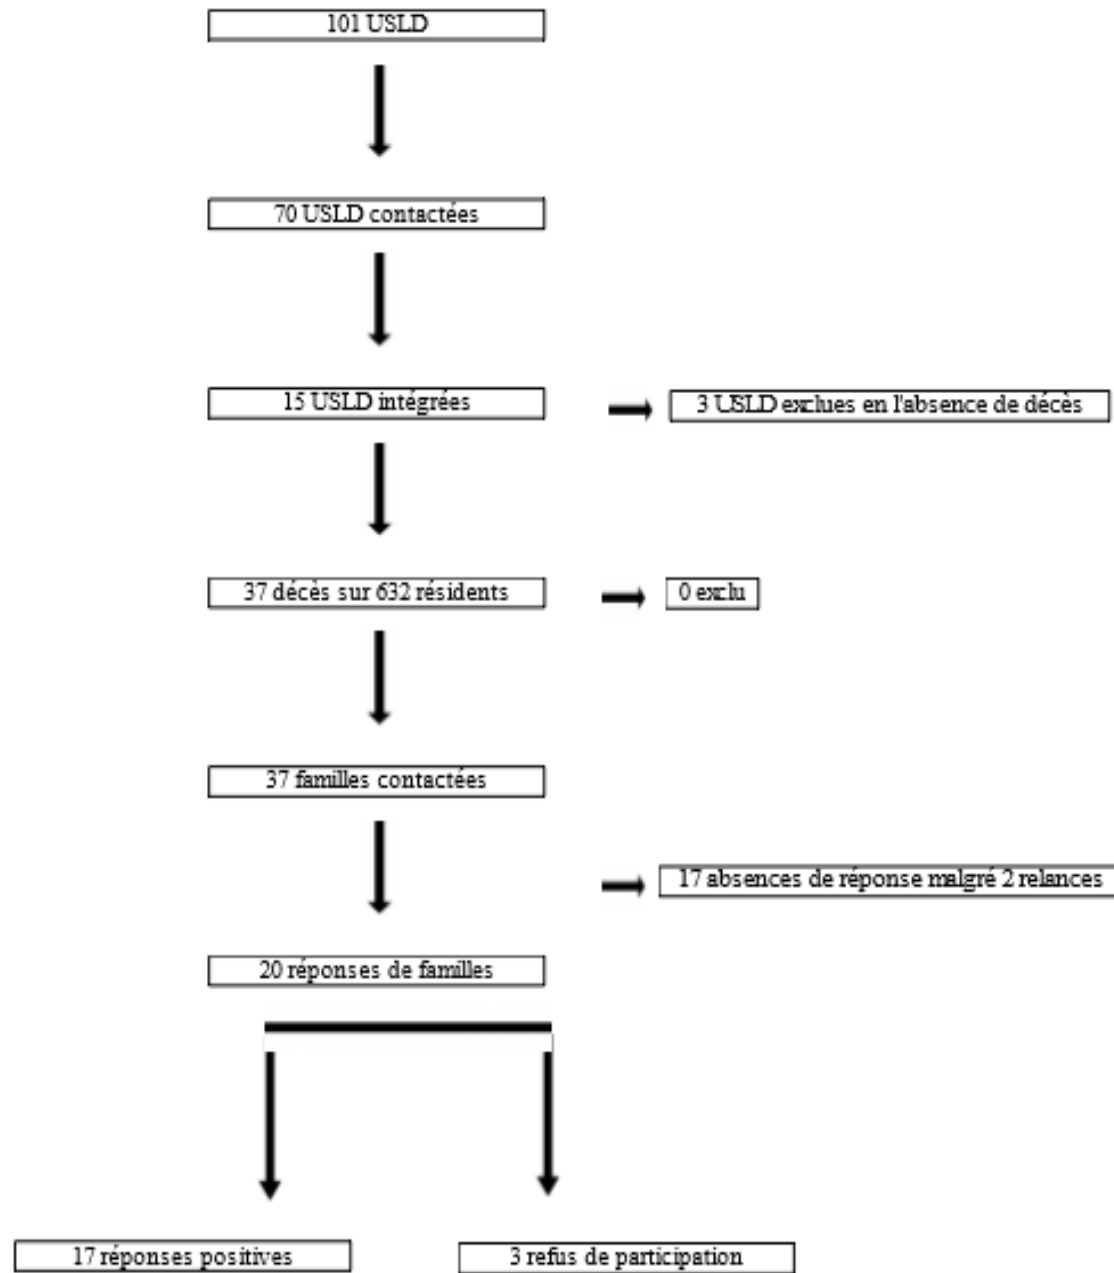 101 USLD
70 USLD contactées
15 USLD intégrées
3 USLD exclues en l'absence de décès
37 décès sur 632 résidents
0 exclu
37 familles contactées
17 absences de réponse malgré 2 relances
20 réponses de familles
17 réponses positives
3 refus de participation